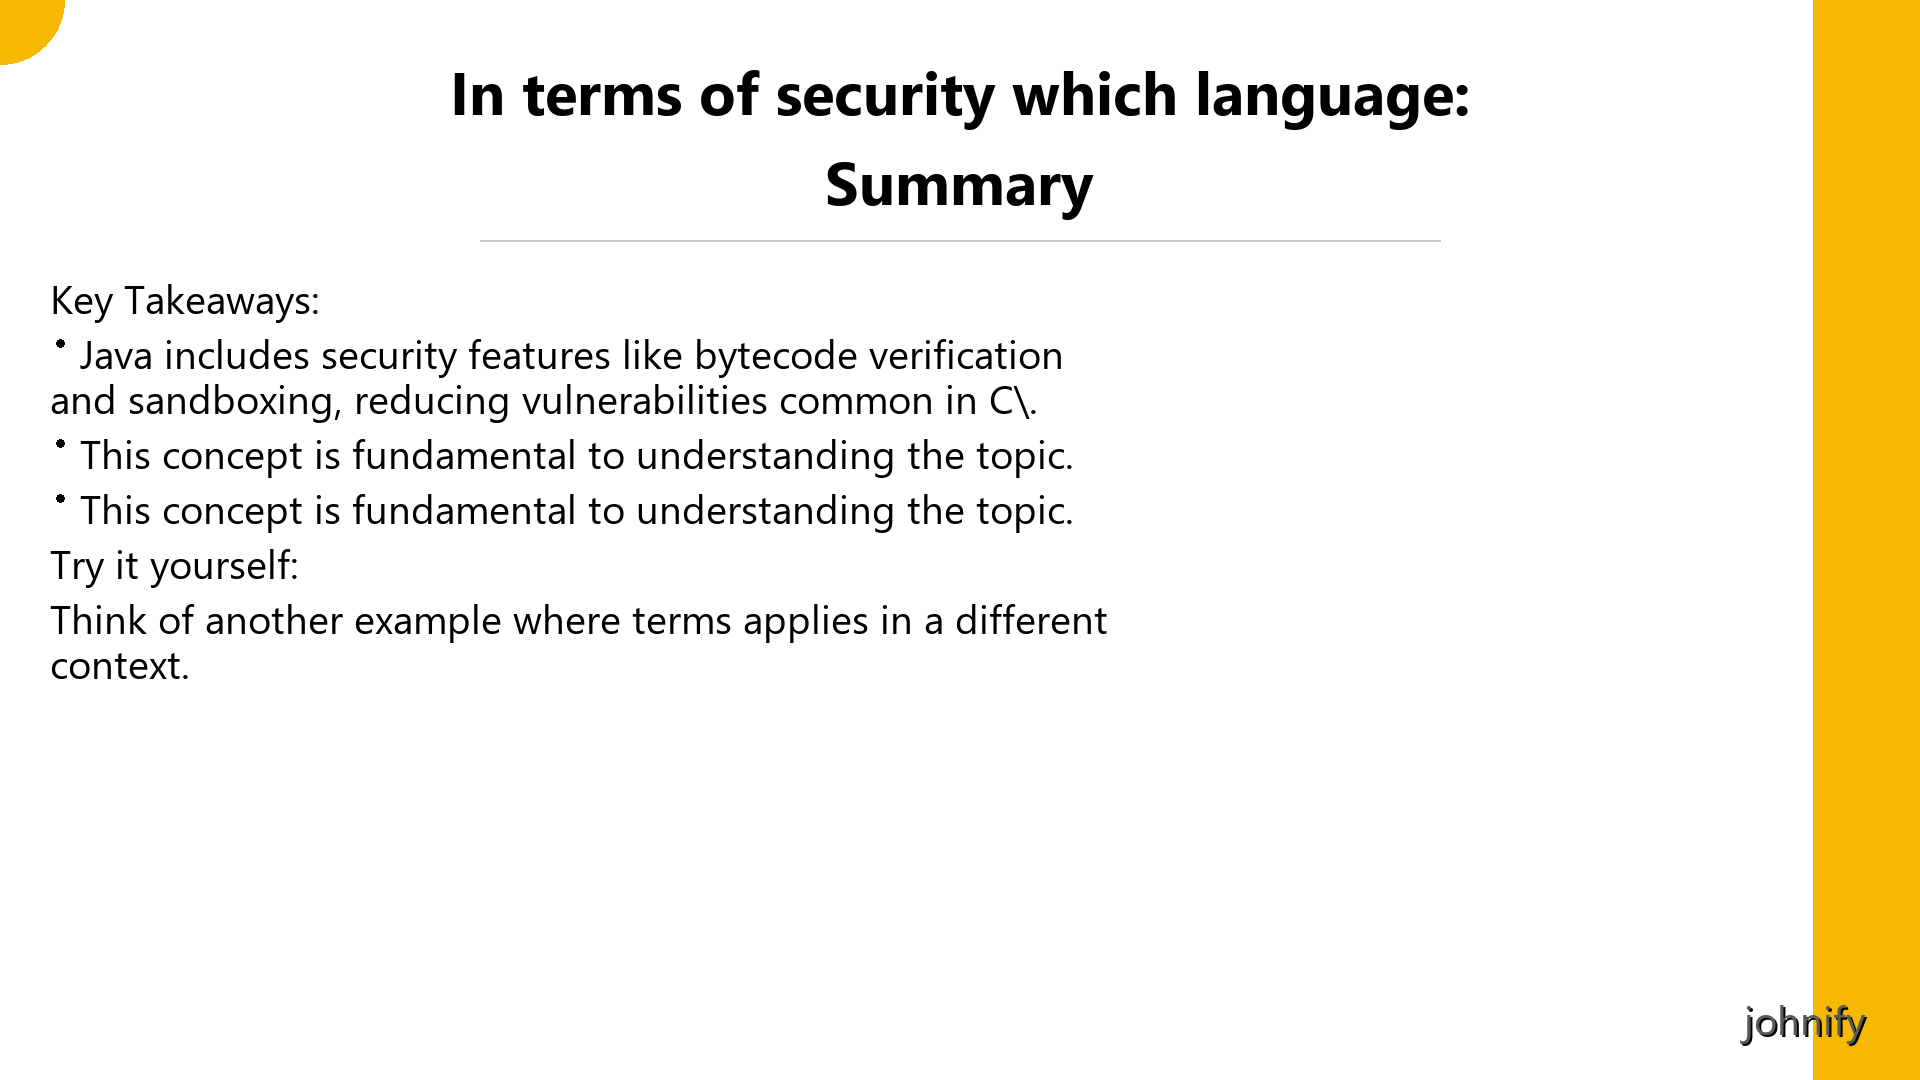 In terms of security which language:
Summary
Key Takeaways:
• Java includes security features like bytecode verification
and sandboxing, reducing vulnerabilities common in C\.
• This concept is fundamental to understanding the topic.
• This concept is fundamental to understanding the topic.
Try it yourself:
Think of another example where terms applies in a different
context.
johnify